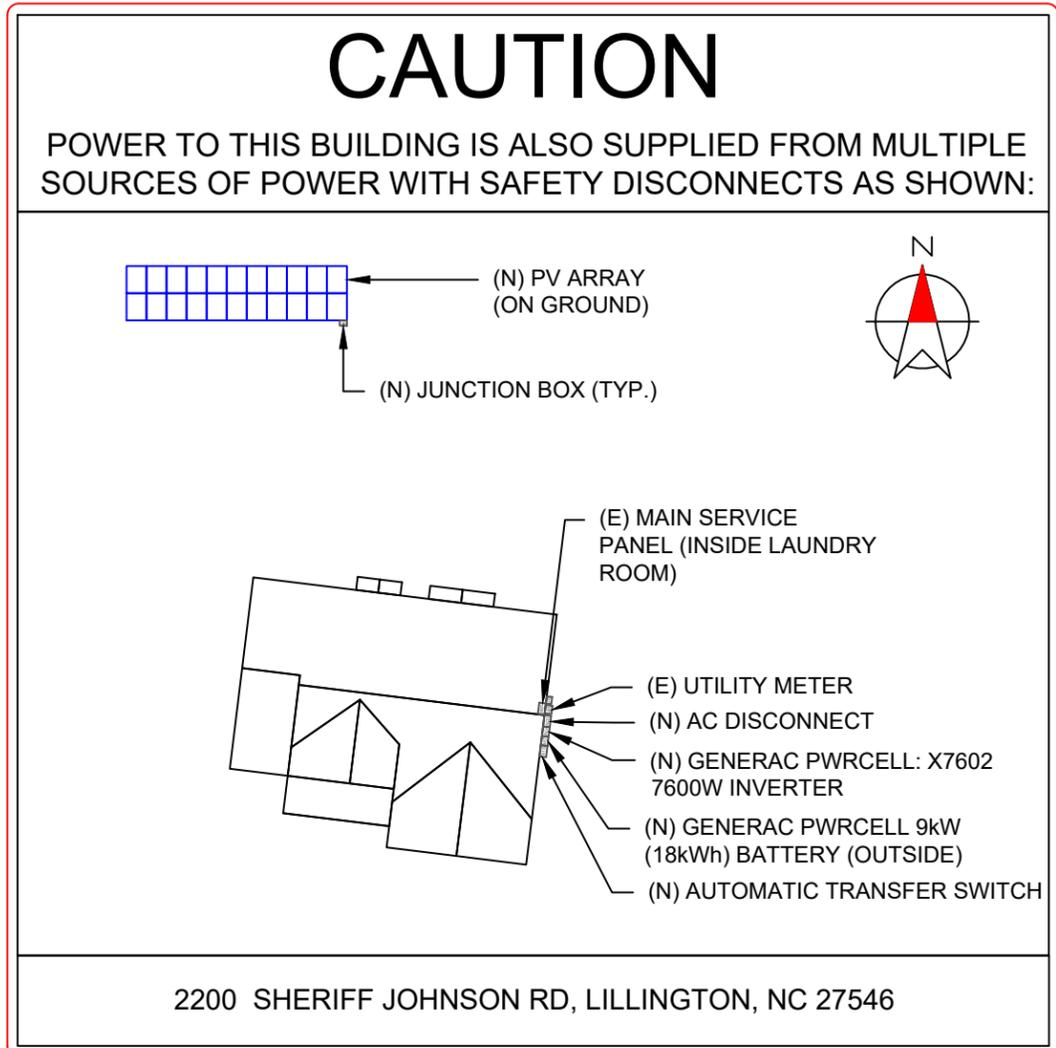 CAUTION
POWER TO THIS BUILDING IS ALSO SUPPLIED FROM MULTIPLE
SOURCES OF POWER WITH SAFETY DISCONNECTS AS SHOWN:
N
(N) PV ARRAY
(ON GROUND)
(N) JUNCTION BOX (TYP.)
(E) MAIN SERVICE
PANEL (INSIDE LAUNDRY
ROOM)
(E) UTILITY METER
(N) AC DISCONNECT
(N) GENERAC PWRCELL: X7602
7600W INVERTER
(N) GENERAC PWRCELL 9kW
(18kWh) BATTERY (OUTSIDE)
(N) AUTOMATIC TRANSFER SWITCH
2200 SHERIFF JOHNSON RD, LILLINGTON, NC 27546